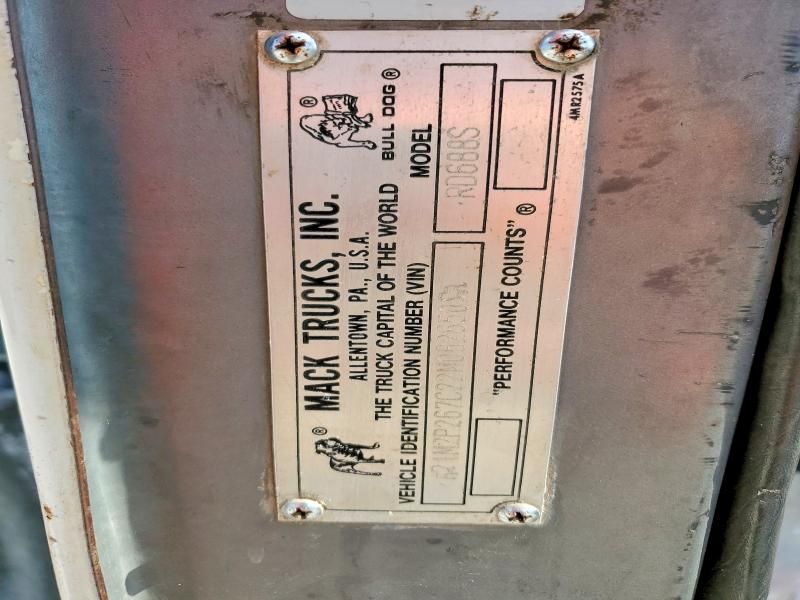 MACK TRUCKS, INC.
ALLENTOWN, PA., U.S.A.
THE TRUCK CAPITAL OF THE WORLD
BULL DOG®
VEHICLE IDENTIFICATION NUMBER (VIN)
MODEL
RD688S
"PERFORMANCE COUNTS"®
4MR2575A